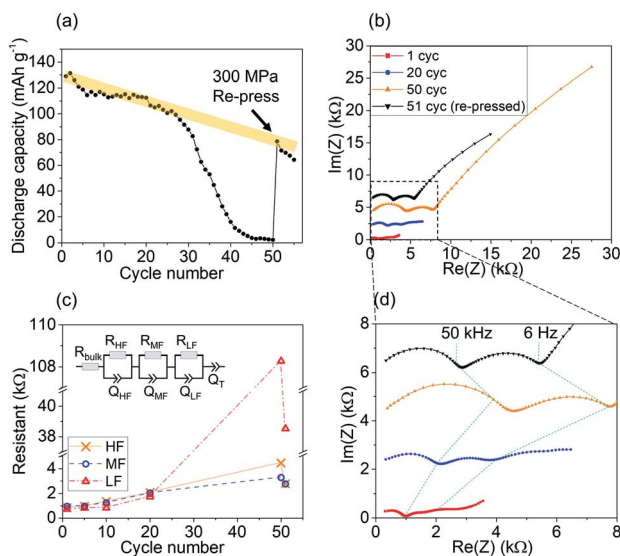 (a)
Discharge capacity (mAh g⁻¹)
140
120
100
80
60
40
20
0
300 MPa
Re-press
0 10 20 30 40 50
Cycle number
(b)
Im(Z) (kΩ)
30
25
20
15
10
5
0
1 cyc
20 cyc
50 cyc
51 cyc (re-pressed)
0 5 10 15 20 25 30
Re(Z) (kΩ)
(c)
Resistant (kΩ)
110
108
40
38
36
4
2
0
R_bulk
R_HF
R_MF
R_LF
Q_HF
Q_MF
Q_LF
Q_T
HF
MF
LF
0 10 20 30 40 50
Cycle number
(d)
Im(Z) (kΩ)
8
6
4
2
0
50 kHz
6 Hz
0 2 4 6 8
Re(Z) (kΩ)